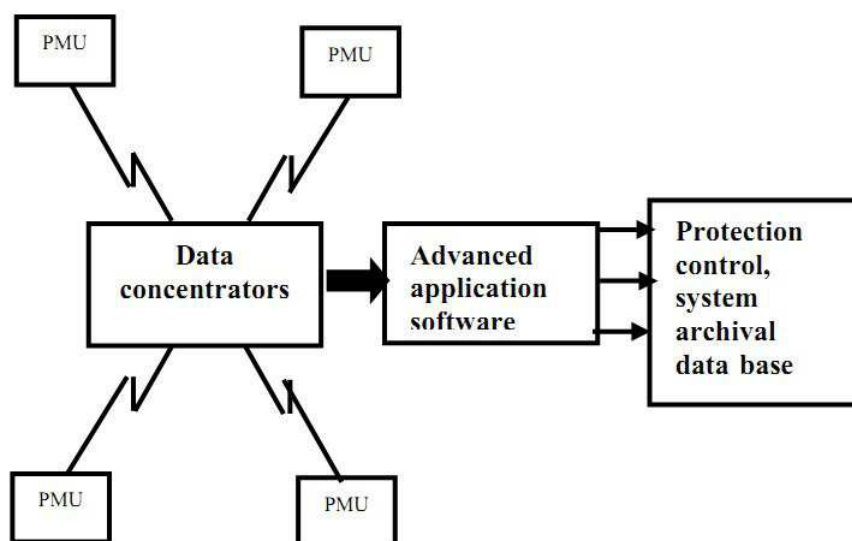 PMU
PMU
Data
concentrators
Advanced
application
software
Protection
control,
system
archival
data base
PMU
PMU